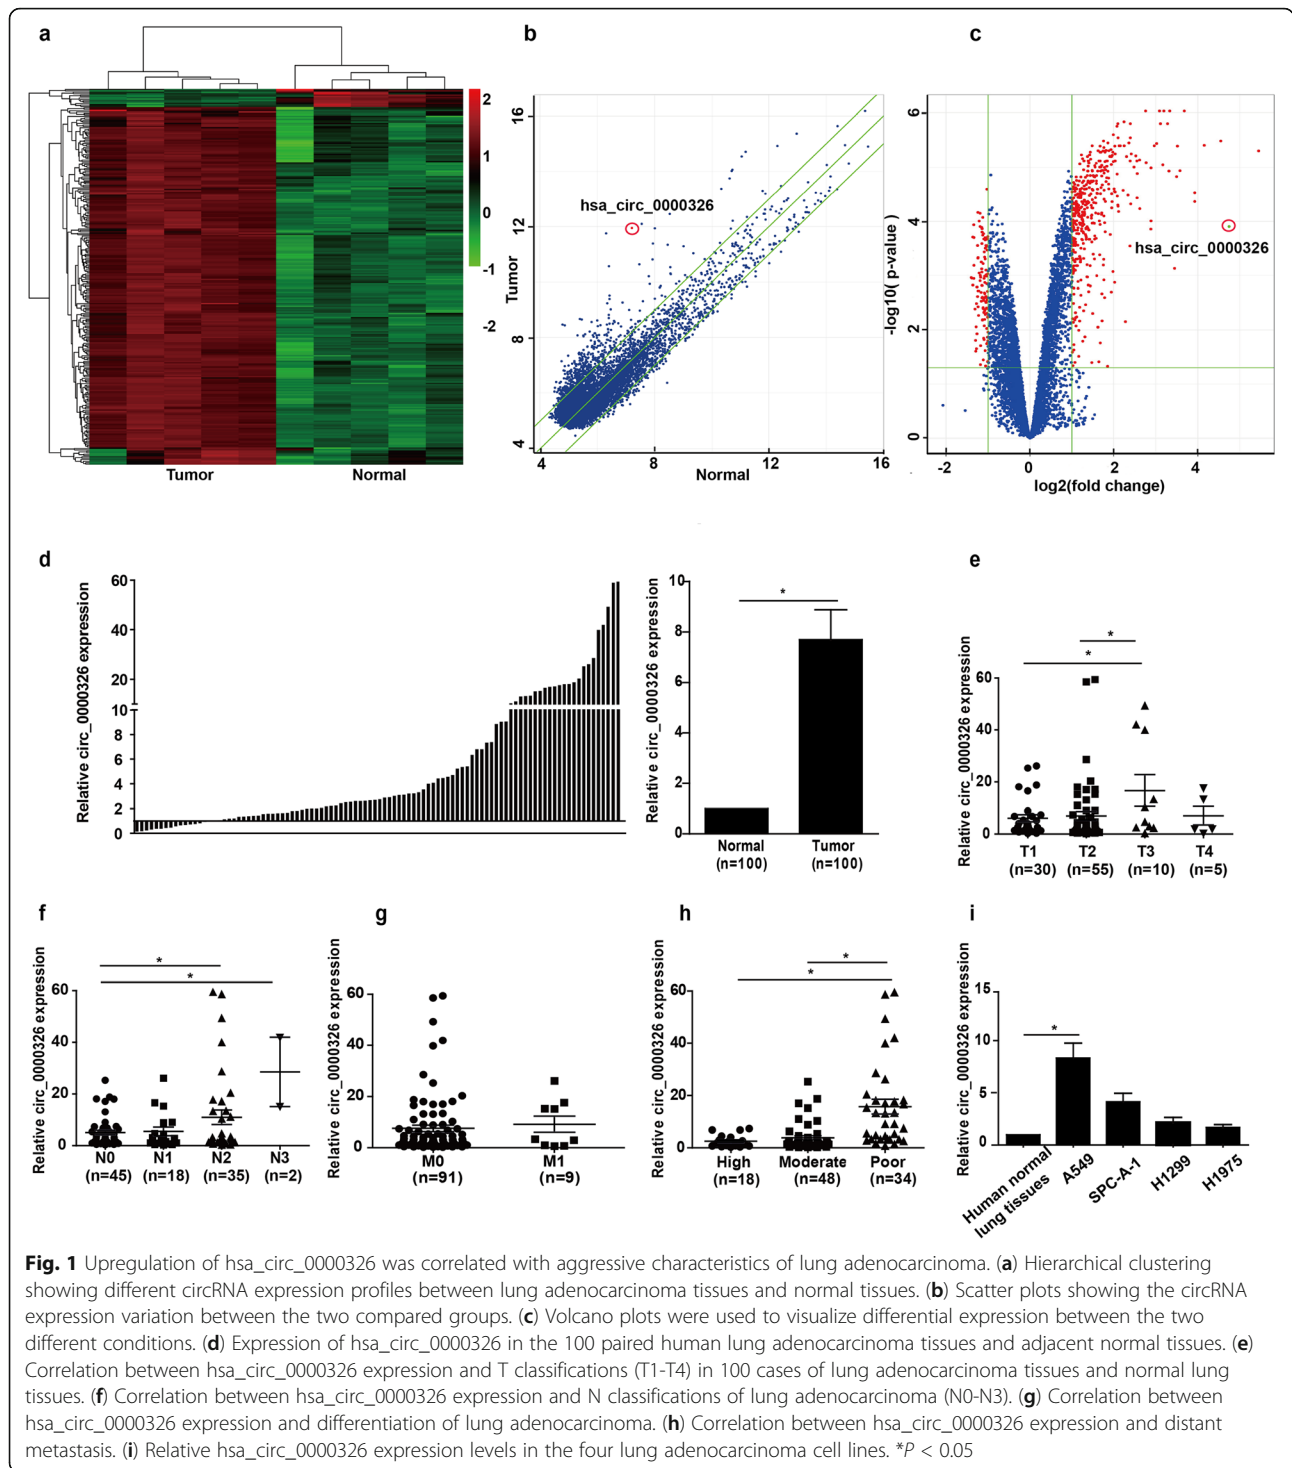 a
2
1
0
-1
-2
Tumor
Normal
b
16
12
8
4
Tumor
hsa_circ_0000326
4
8
12
16
Normal
c
6
4
2
0
-log10( p-value )
hsa_circ_0000326
-2
0
2
4
log2(fold change)
d
Relative circ_0000326 expression
60
40
20
10
8
6
4
2
1
0
Relative circ_0000326 expression
10
8
6
4
2
0
*
Normal
(n=100)
Tumor
(n=100)
e
Relative circ_0000326 expression
60
40
20
0
*
*
T1
T2
T3
T4
(n=30)
(n=55)
(n=10)
(n=5)
f
Relative circ_0000326 expression
60
40
20
0
*
*
N0
N1
N2
N3
(n=45)
(n=18)
(n=35)
(n=2)
g
Relative circ_0000326 expression
60
40
20
0
M0
M1
(n=91)
(n=9)
h
Relative circ_0000326 expression
60
40
20
0
*
*
High
Moderate
Poor
(n=18)
(n=48)
(n=34)
i
Relative circ_0000326 expression
15
10
5
0
*
Human normal
lung tissues
A549
SPC-A-1
H1299
H1975
Fig. 1 Upregulation of hsa_circ_0000326 was correlated with aggressive characteristics of lung adenocarcinoma. (a) Hierarchical clustering
showing different circRNA expression profiles between lung adenocarcinoma tissues and normal tissues. (b) Scatter plots showing the circRNA
expression variation between the two compared groups. (c) Volcano plots were used to visualize differential expression between the two
different conditions. (d) Expression of hsa_circ_0000326 in the 100 paired human lung adenocarcinoma tissues and adjacent normal tissues. (e)
Correlation between hsa_circ_0000326 expression and T classifications (T1-T4) in 100 cases of lung adenocarcinoma tissues and normal lung
tissues. (f) Correlation between hsa_circ_0000326 expression and N classifications of lung adenocarcinoma (N0-N3). (g) Correlation between
hsa_circ_0000326 expression and differentiation of lung adenocarcinoma. (h) Correlation between hsa_circ_0000326 expression and distant
metastasis. (i) Relative hsa_circ_0000326 expression levels in the four lung adenocarcinoma cell lines. *P < 0.05